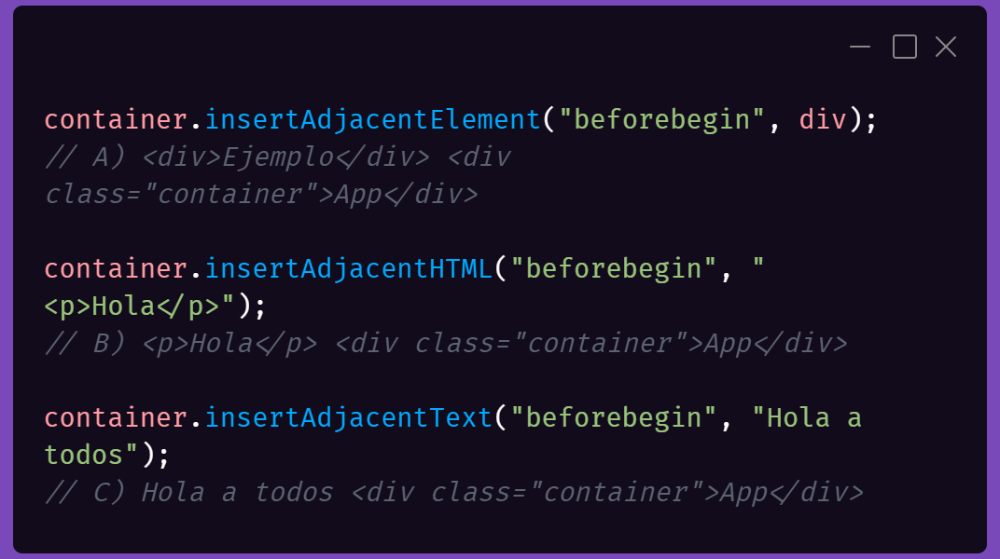 container.insertAdjacentElement("beforebegin", div);
// A) <div>Ejemplo</div> <div
class="container">App</div>
container.insertAdjacentHTML("beforebegin", "
<p>Hola</p>");
// B) <p>Hola</p> <div class="container">App</div>
container.insertAdjacentText("beforebegin", "Hola a
todos");
// C) Hola a todos <div class="container">App</div>